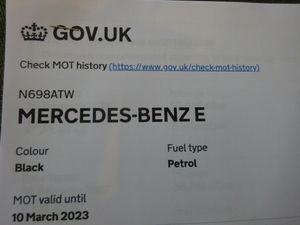 GOV.UK
Check MOT history (https://www.gov.uk/check-mot-history)
N698ATW
MERCEDES-BENZ E
Colour Fuel type
Black Petrol
MOT valid until
10 March 2023